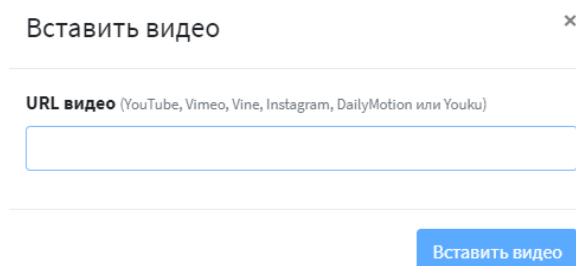 Вставить видео ×
URL видео (YouTube, Vimeo, Vine, Instagram, DailyMotion или Youku)
Вставить видео